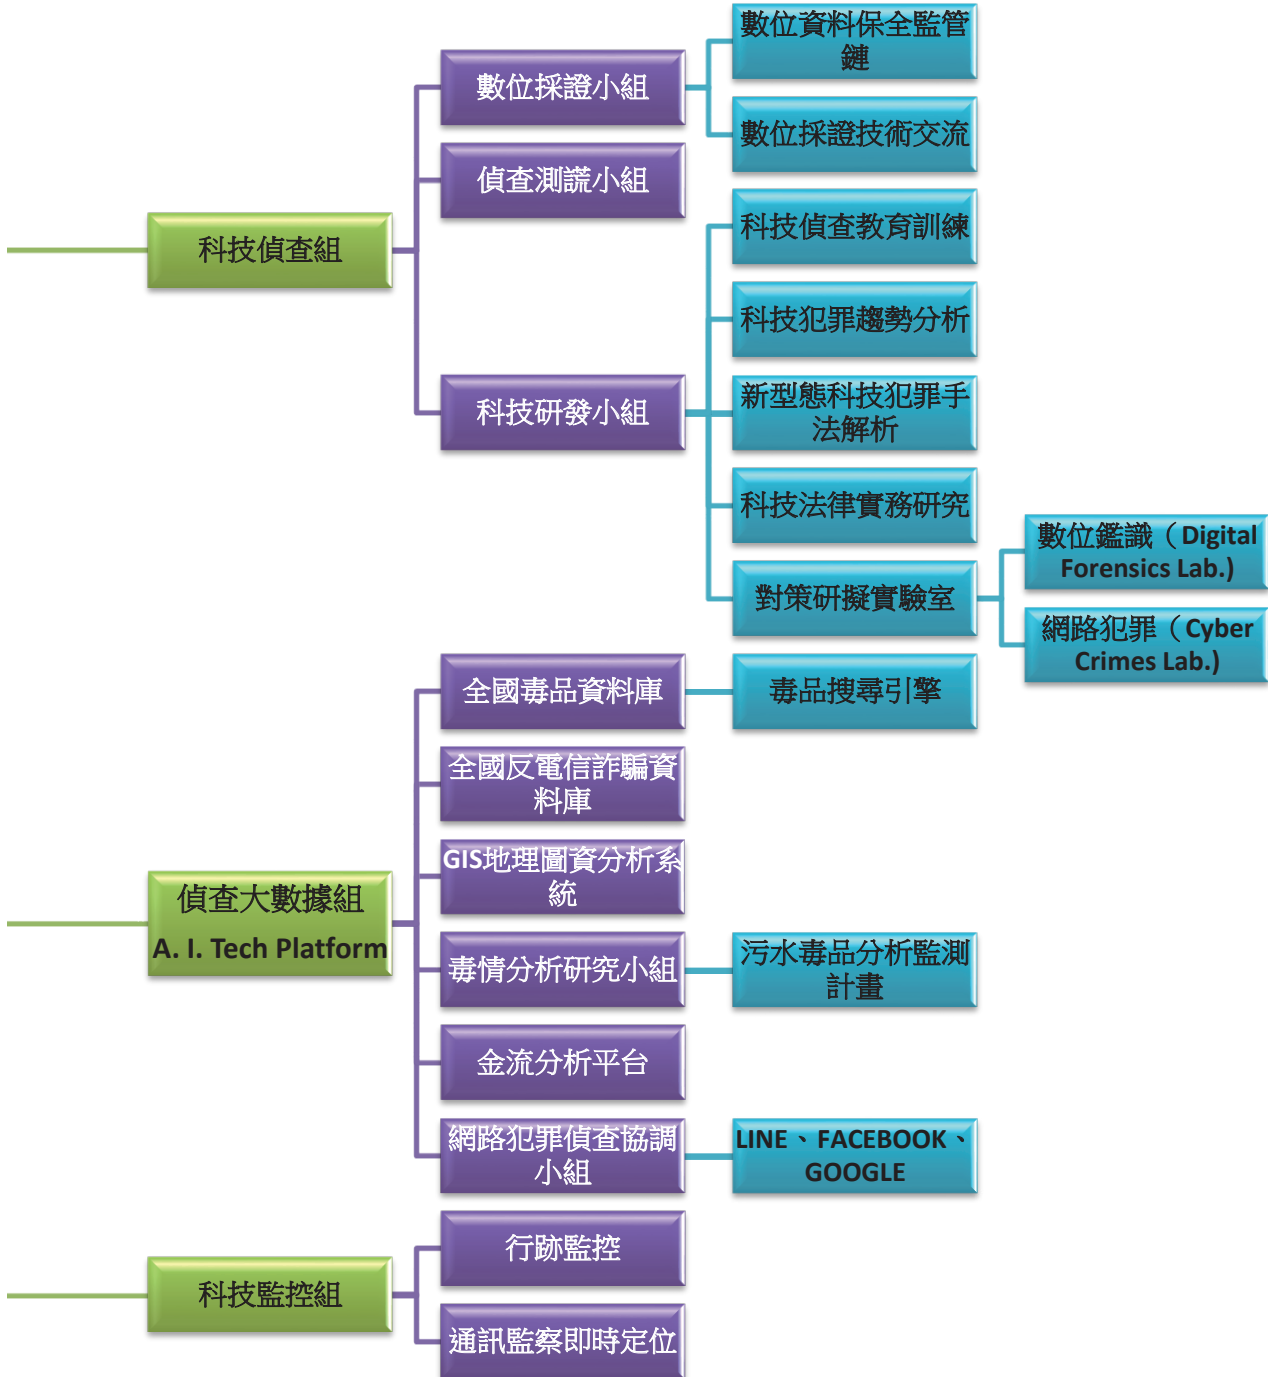 科技偵查組
數位採證小組
數位資料保全監管
鏈
數位採證技術交流
偵查測謊小組
科技研發小組
科技偵查教育訓練
科技犯罪趨勢分析
新型態科技犯罪手
法解析
科技法律實務研究
對策研擬實驗室
數位鑑識（Digital
Forensics Lab.)
網路犯罪（Cyber
Crimes Lab.)
偵查大數據組
A. I. Tech Platform
全國毒品資料庫
毒品搜尋引擎
全國反電信詐騙資
料庫
GIS地理圖資分析系
統
毒情分析研究小組
污水毒品分析監測
計畫
金流分析平台
網路犯罪偵查協調
小組
LINE、FACEBOOK、
GOOGLE
科技監控組
行跡監控
通訊監察即時定位